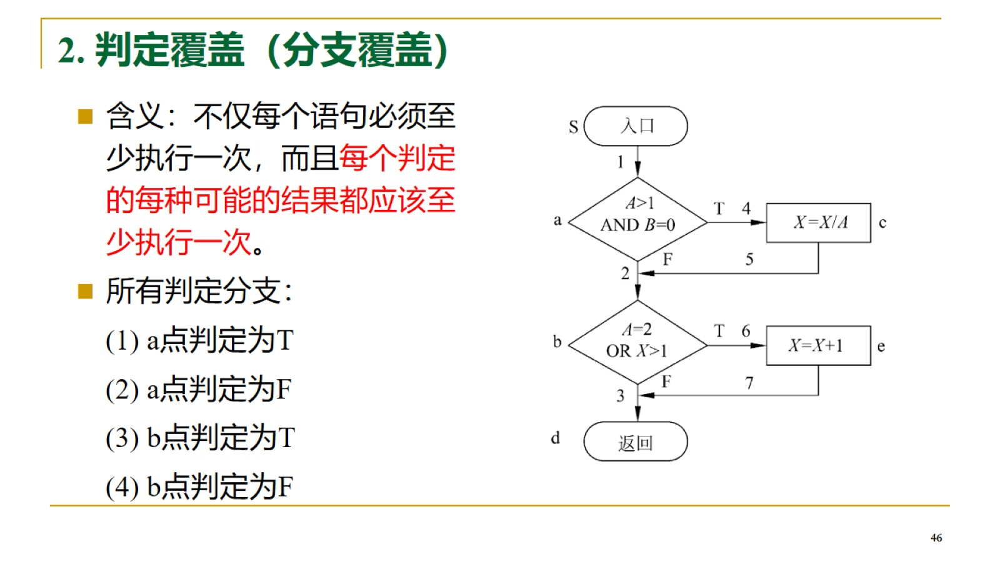 2. 判定覆盖（分支覆盖）
含义：不仅每个语句必须至
少执行一次，而且每个判定
的每种可能的结果都应该至
少执行一次。
所有判定分支：
(1) a点判定为T
(2) a点判定为F
(3) b点判定为T
(4) b点判定为F
S
入口
1
a
A>1
AND B=0
T 4
X=X/A
c
F
5
2
b
A=2
OR X>1
T 6
X=X+1
e
F
7
3
d
返回
46